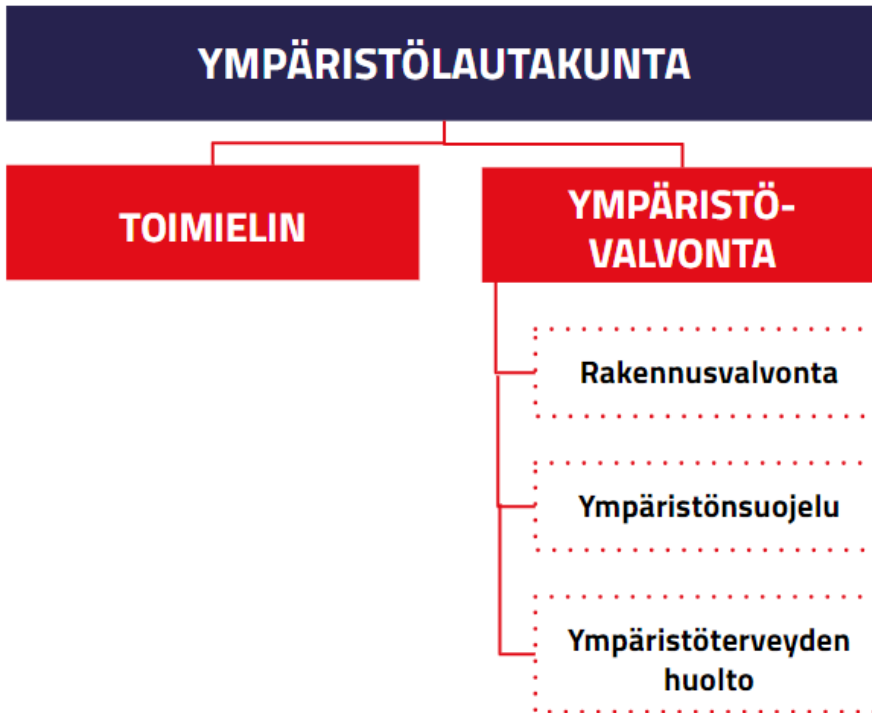 YMPÄRISTÖLAUTAKUNTA
TOIMIELIN
YMPÄRISTÖ-
VALVONTA
Rakennusvalvonta
Ympäristönsuojelu
Ympäristöterveyden
huolto